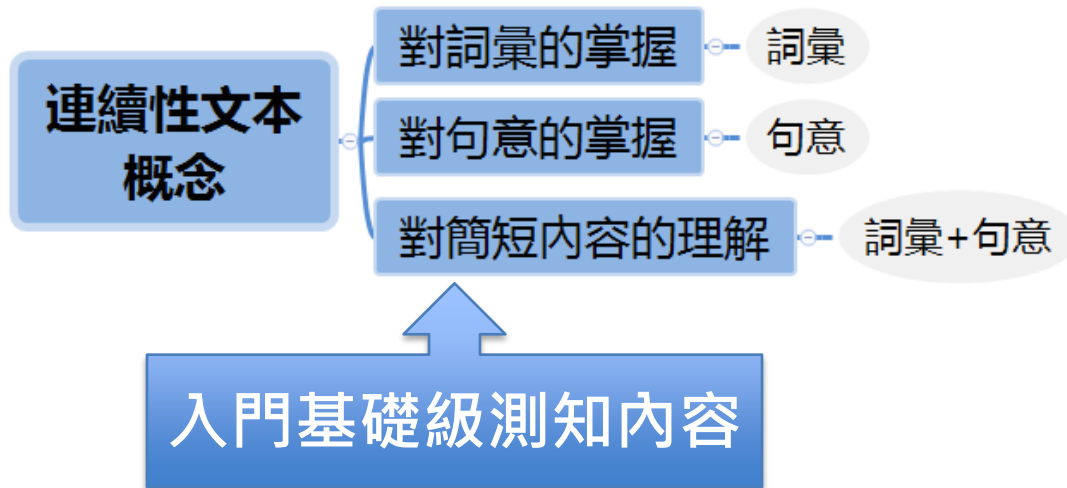 連續性文本
概念
對詞彙的掌握
詞彙
對句意的掌握
句意
對簡短內容的理解
詞彙+句意
入門基礎級測知內容